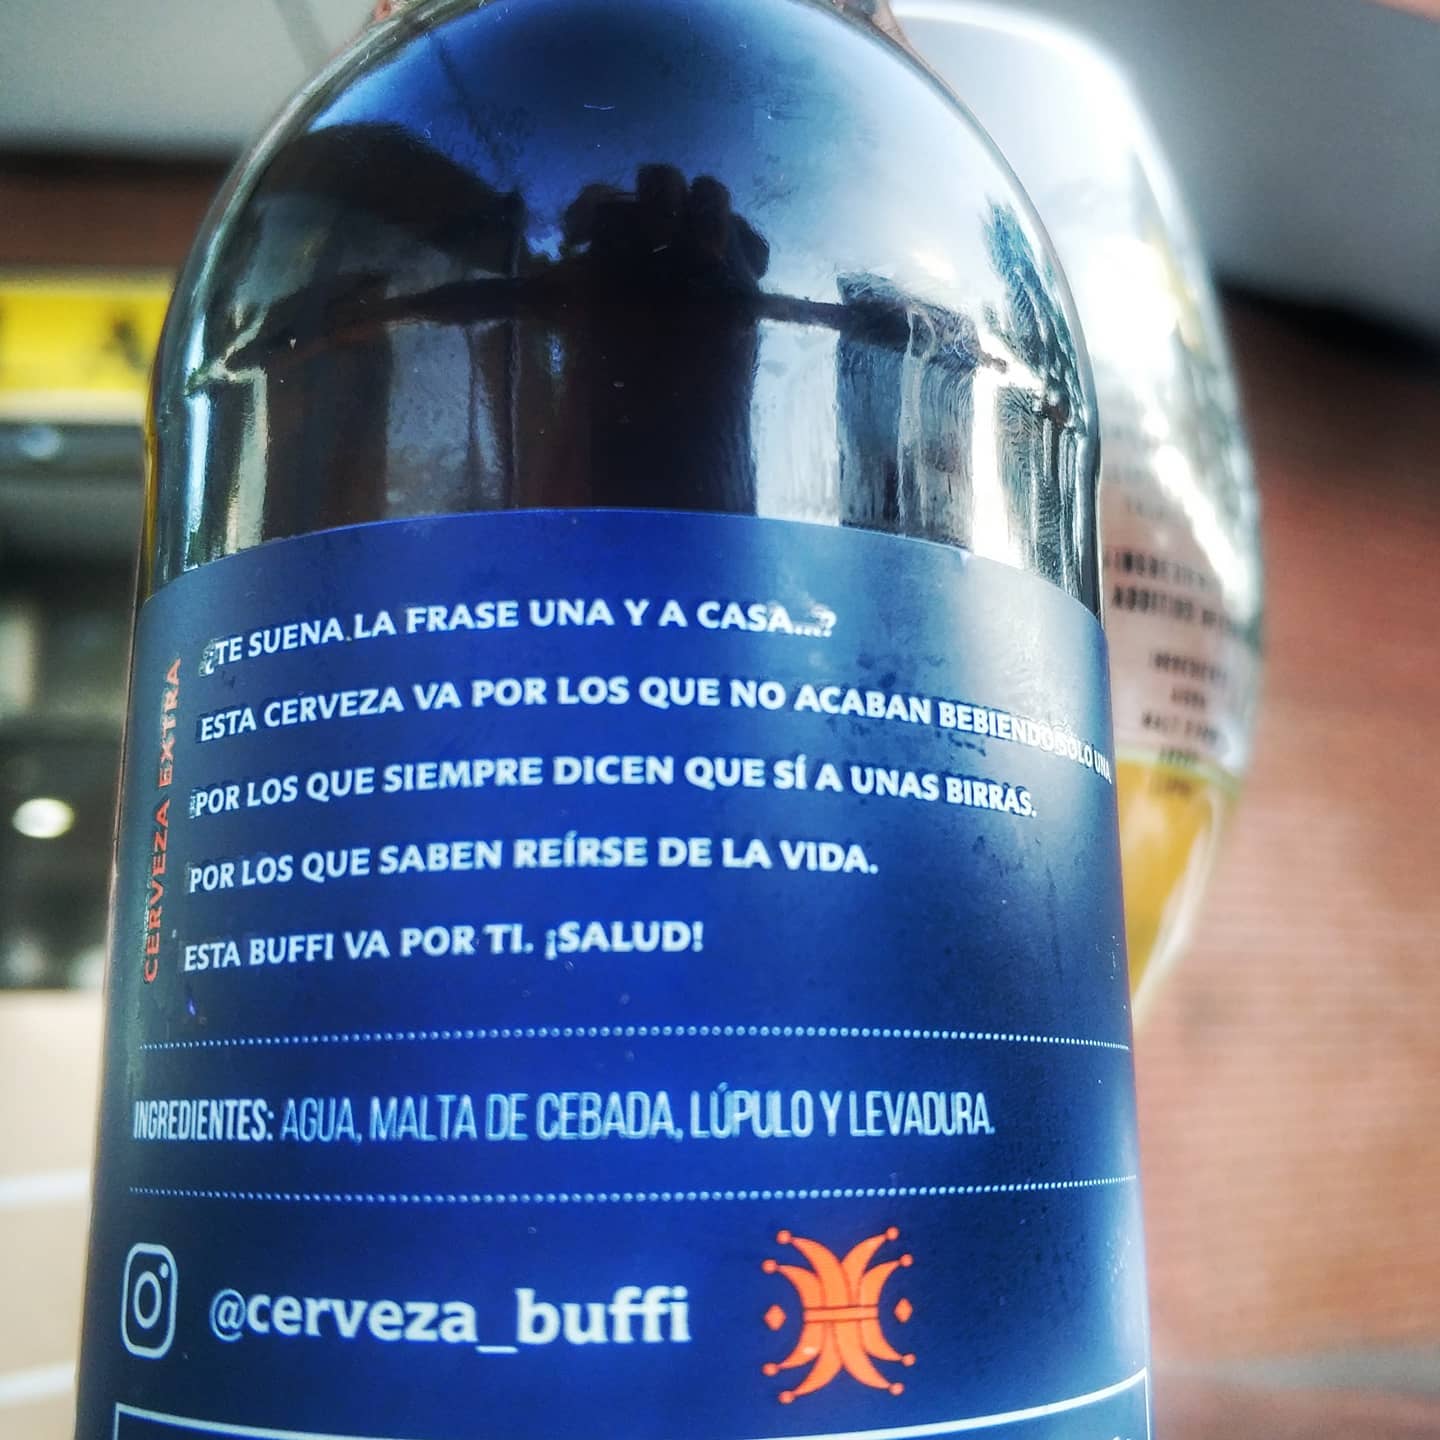 ¿TE SUENA LA FRASE UNA Y A CASA...?
ESTA CERVEZA VA POR LOS QUE NO ACABAN BEBIENDO SOLO UNA
POR LOS QUE SIEMPRE DICEN QUE SÍ A UNAS BIRRAS.
POR LOS QUE SABEN REÍRSE DE LA VIDA.
ESTA BUFFI VA POR TI. ¡SALUD!
CERVEZA EXTRA
INGREDIENTES: AGUA, MALTA DE CEBADA, LÚPULO Y LEVADURA.
@cerveza_buffi